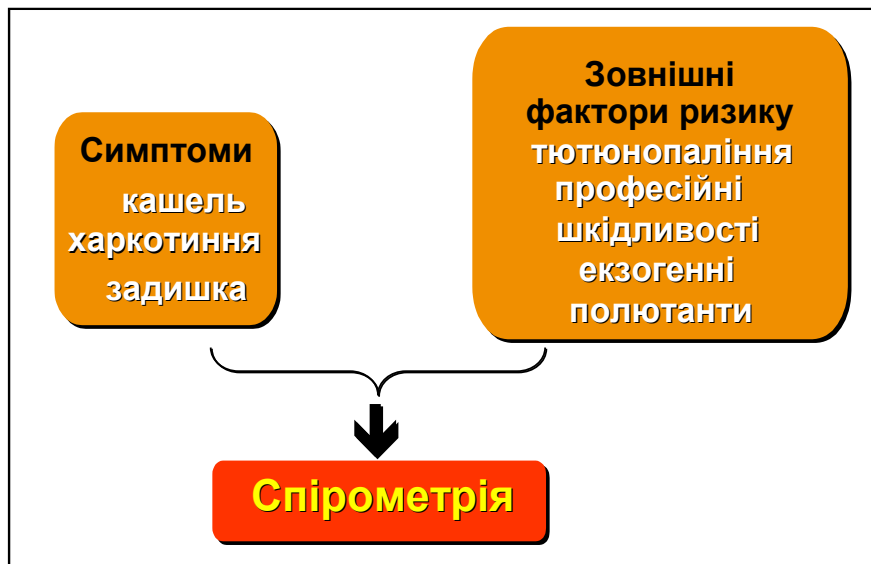 Симптоми
кашель
харкотиння
задишка
Зовнішні
фактори ризику
тютюнопаління
професійні
шкідливості
екзогенні
полютанти
Спірометрія